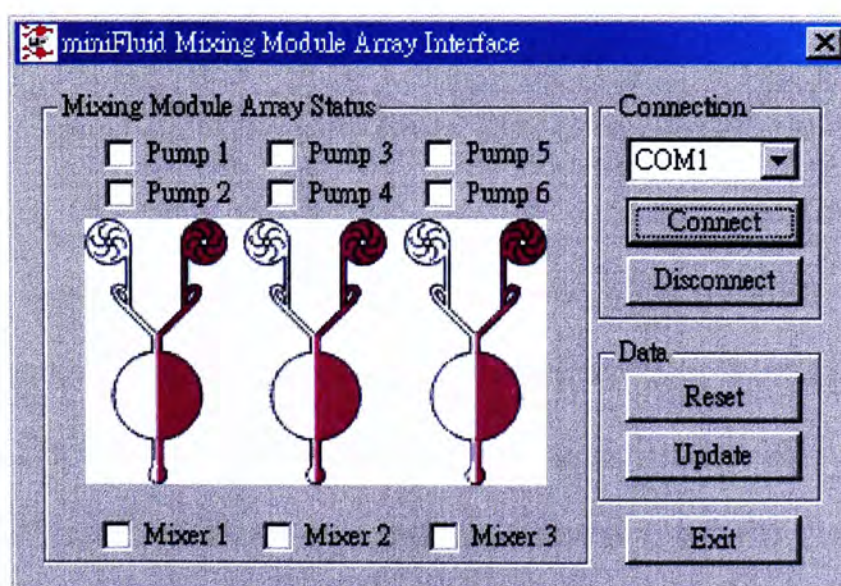 miniFluid Mixing Module Array Interface
Mixing Module Array Status
Pump 1 Pump 3 Pump 5
Pump 2 Pump 4 Pump 6
Mixer 1 Mixer 2 Mixer 3
Connection
COM1
Connect
Disconnect
Data
Reset
Update
Exit